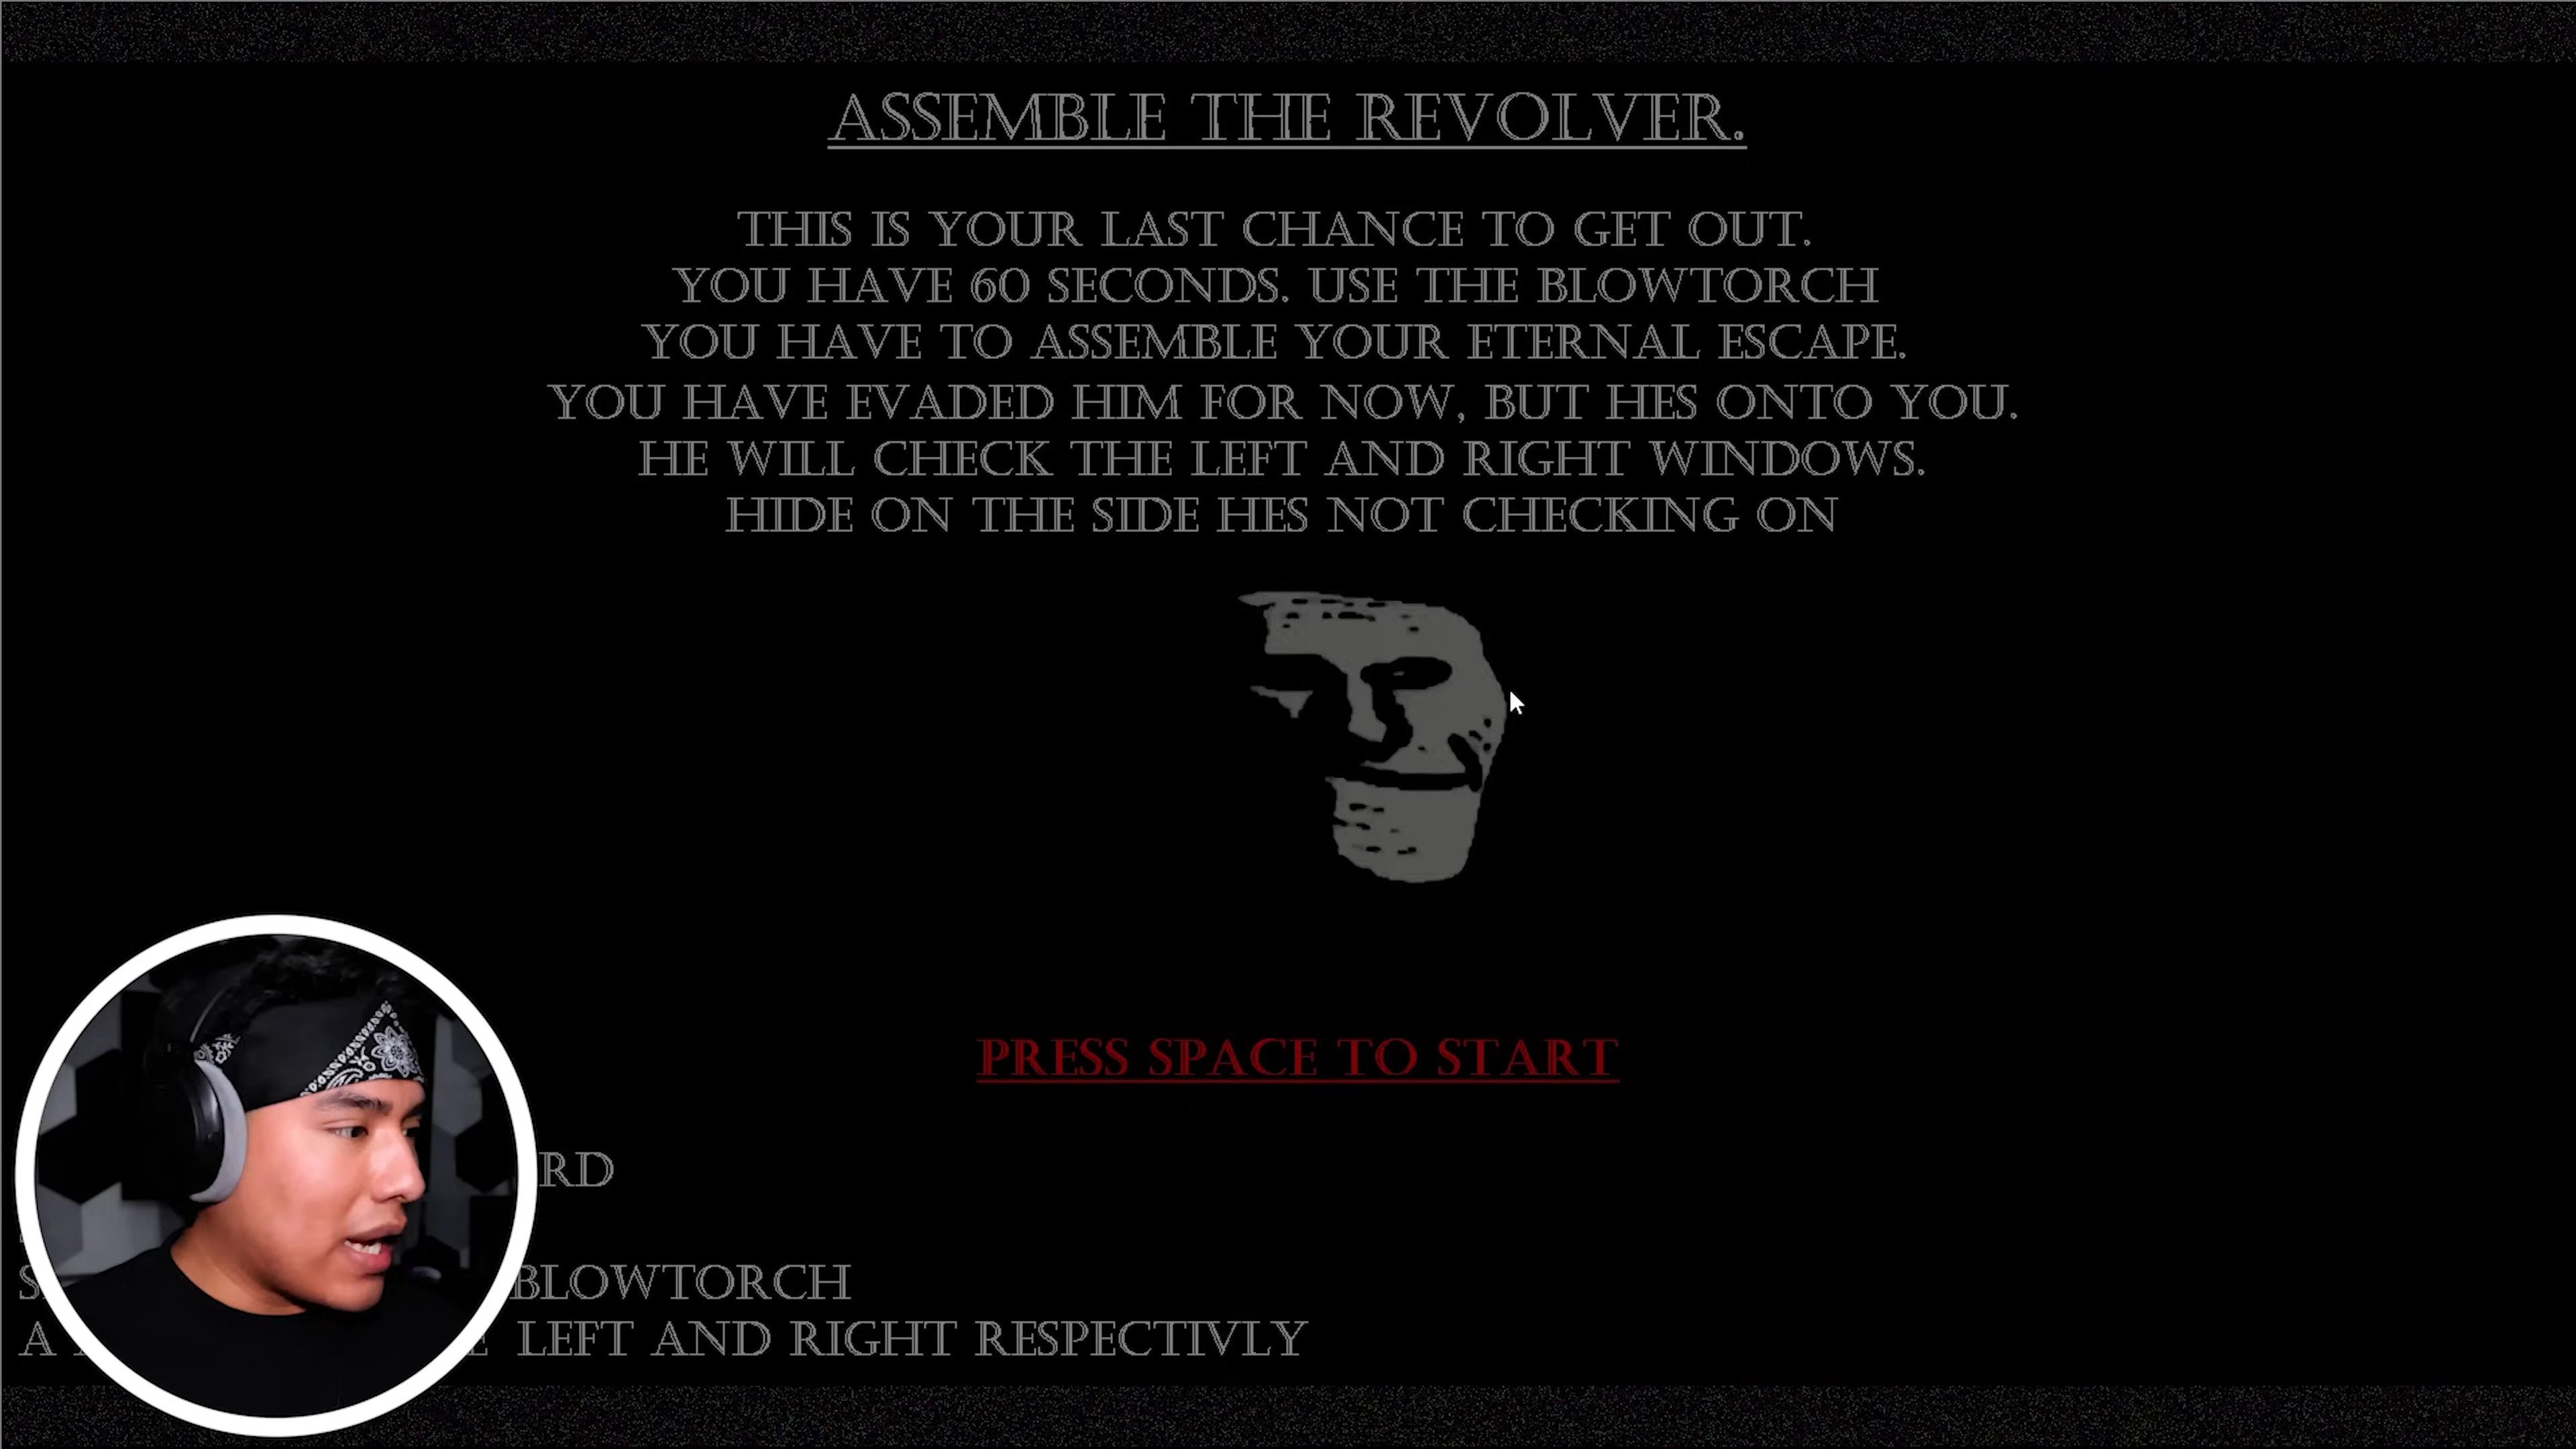 ASSEMBLE THE REVOLVER.
THIS IS YOUR LAST CHANCE TO GET OUT.
YOU HAVE 60 SECONDS. USE THE BLOWTORCH
YOU HAVE TO ASSEMBLE YOUR ETERNAL ESCAPE.
YOU HAVE EVADED HIM FOR NOW, BUT HES ONTO YOU.
HE WILL CHECK THE LEFT AND RIGHT WINDOWS.
HIDE ON THE SIDE HES NOT CHECKING ON
PRESS SPACE TO START
BLOWTORCH
A LEFT AND RIGHT RESPECTIVLY